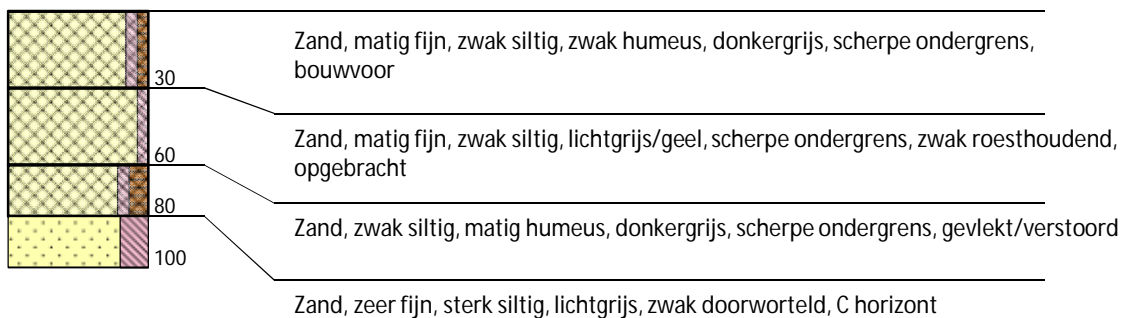 Zand, matig fijn, zwak siltig, zwak humeus, donkergrijs, scherpe ondergrens,
bouwvoor
30
Zand, matig fijn, zwak siltig, lichtgrijs/geel, scherpe ondergrens, zwak roesthoudend,
opgebracht
60
Zand, zwak siltig, matig humeus, donkergrijs, scherpe ondergrens, gevlekt/verstoord
80
Zand, zeer fijn, sterk siltig, lichtgrijs, zwak doorworteld, C horizont
100